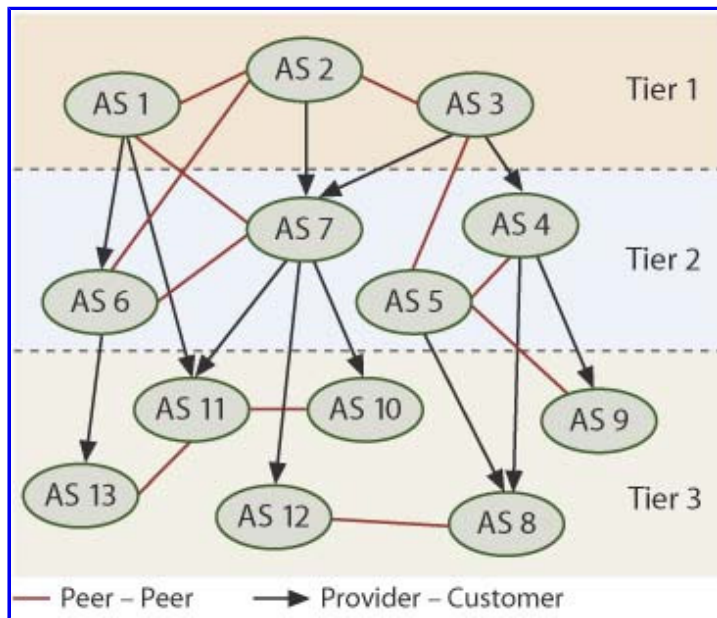 AS 2
AS 1
AS 3
Tier 1
AS 7
AS 4
Tier 2
AS 6
AS 5
AS 11
AS 10
AS 9
AS 13
AS 12
AS 8
Tier 3
Peer – Peer
Provider – Customer